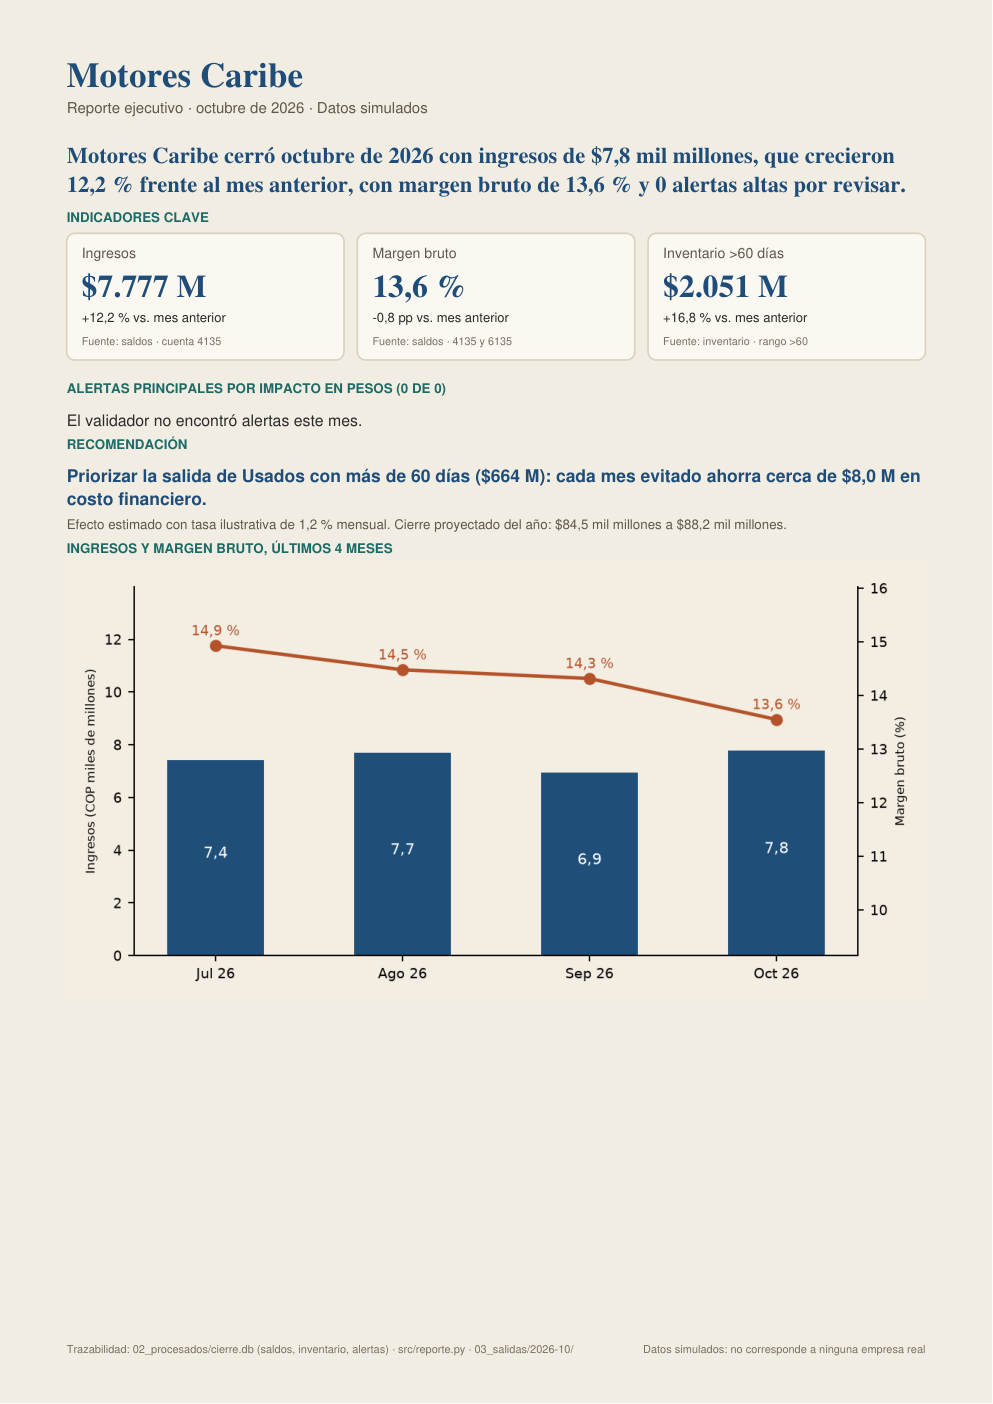 Motores Caribe
Reporte ejecutivo · octubre de 2026 · Datos simulados
Motores Caribe cerró octubre de 2026 con ingresos de $7,8 mil millones, que crecieron
12,2 % frente al mes anterior, con margen bruto de 13,6 % y 0 alertas altas por revisar.
INDICADORES CLAVE
Ingresos
$7.777 M
+12,2 % vs. mes anterior
Fuente: saldos · cuenta 4135
Margen bruto
13,6 %
-0,8 pp vs. mes anterior
Fuente: saldos · 4135 y 6135
Inventario >60 días
$2.051 M
+16,8 % vs. mes anterior
Fuente: inventario · rango >60
ALERTAS PRINCIPALES POR IMPACTO EN PESOS (0 DE 0)
El validador no encontró alertas este mes.
RECOMENDACIÓN
Priorizar la salida de Usados con más de 60 días ($664 M): cada mes evitado ahorra cerca de $8,0 M en
costo financiero.
Efecto estimado con tasa ilustrativa de 1,2 % mensual. Cierre proyectado del año: $84,5 mil millones a $88,2 mil millones.
INGRESOS Y MARGEN BRUTO, ÚLTIMOS 4 MESES
Ingresos (COP miles de millones)
12
10
8
6
4
2
0
14,9 %
14,5 %
14,3 %
13,6 %
7,4
7,7
6,9
7,8
Jul 26
Ago 26
Sep 26
Oct 26
16
15
14
13
12
11
10
Margen bruto (%)
Trazabilidad: 02_procesados/cierre.db (saldos, inventario, alertas) · src/reporte.py · 03_salidas/2026-10/
Datos simulados: no corresponde a ninguna empresa real